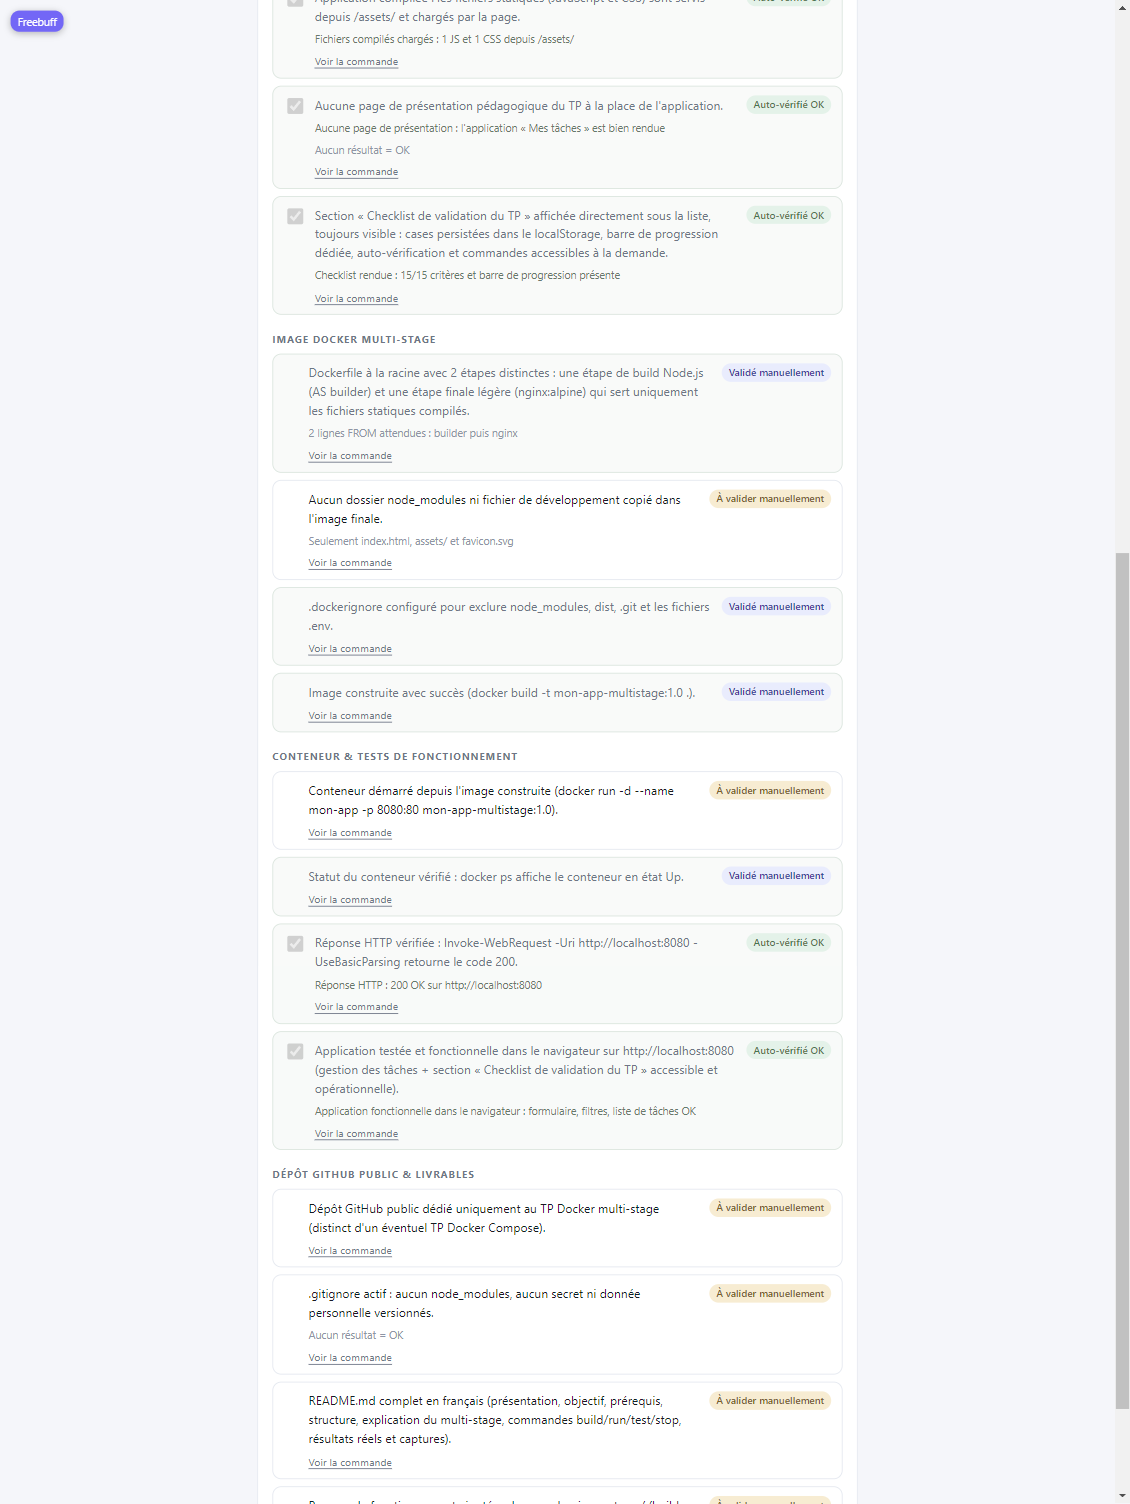 Freebuff
depuis /assets/ et chargés par la page.
Fichiers compilés chargés : 1 JS et 1 CSS depuis /assets/
Voir la commande
Aucune page de présentation pédagogique du TP à la place de l'application.
Auto-vérifié OK
Aucune page de présentation : l'application « Mes tâches » est bien rendue
Aucun résultat = OK
Voir la commande
Section « Checklist de validation du TP » affichée directement sous la liste,
Auto-vérifié OK
toujours visible : cases persistées dans le localStorage, barre de progression
dédiée, auto-vérification et commandes accessibles à la demande.
Checklist rendue : 15/15 critères et barre de progression présente
Voir la commande
IMAGE DOCKER MULTI-STAGE
Dockerfile à la racine avec 2 étapes distinctes : une étape de build Node.js
Validé manuellement
(AS builder) et une étape finale légère (nginx:alpine) qui sert uniquement
les fichiers statiques compilés.
2 lignes FROM attendues : builder puis nginx
Voir la commande
Aucun dossier node_modules ni fichier de développement copié dans
À valider manuellement
l'image finale.
Seulement index.html, assets/ et favicon.svg
Voir la commande
.dockerignore configuré pour exclure node_modules, dist, .git et les fichiers
Validé manuellement
.env.
Voir la commande
Image construite avec succès (docker build -t mon-app-multistage:1.0 .).
Validé manuellement
Voir la commande
CONTENEUR & TESTS DE FONCTIONNEMENT
Conteneur démarré depuis l'image construite (docker run -d --name
À valider manuellement
mon-app -p 8080:80 mon-app-multistage:1.0).
Voir la commande
Statut du conteneur vérifié : docker ps affiche le conteneur en état Up.
Validé manuellement
Voir la commande
Réponse HTTP vérifiée : Invoke-WebRequest -Uri http://localhost:8080 -
Auto-vérifié OK
UseBasicParsing retourne le code 200.
Réponse HTTP : 200 OK sur http://localhost:8080
Voir la commande
Application testée et fonctionnelle dans le navigateur sur http://localhost:8080
Auto-vérifié OK
(gestion des tâches + section « Checklist de validation du TP » accessible et
opérationnelle).
Application fonctionnelle dans le navigateur : formulaire, filtres, liste de tâches OK
Voir la commande
DÉPÔT GITHUB PUBLIC & LIVRABLES
Dépôt GitHub public dédié uniquement au TP Docker multi-stage
À valider manuellement
(distinct d'un éventuel TP Docker Compose).
Voir la commande
.gitignore actif : aucun node_modules, aucun secret ni donnée
À valider manuellement
personnelle versionnés.
Aucun résultat = OK
Voir la commande
README.md complet en français (présentation, objectif, prérequis,
À valider manuellement
structure, explication du multi-stage, commandes build/run/test/stop,
résultats réels et captures).
Voir la commande